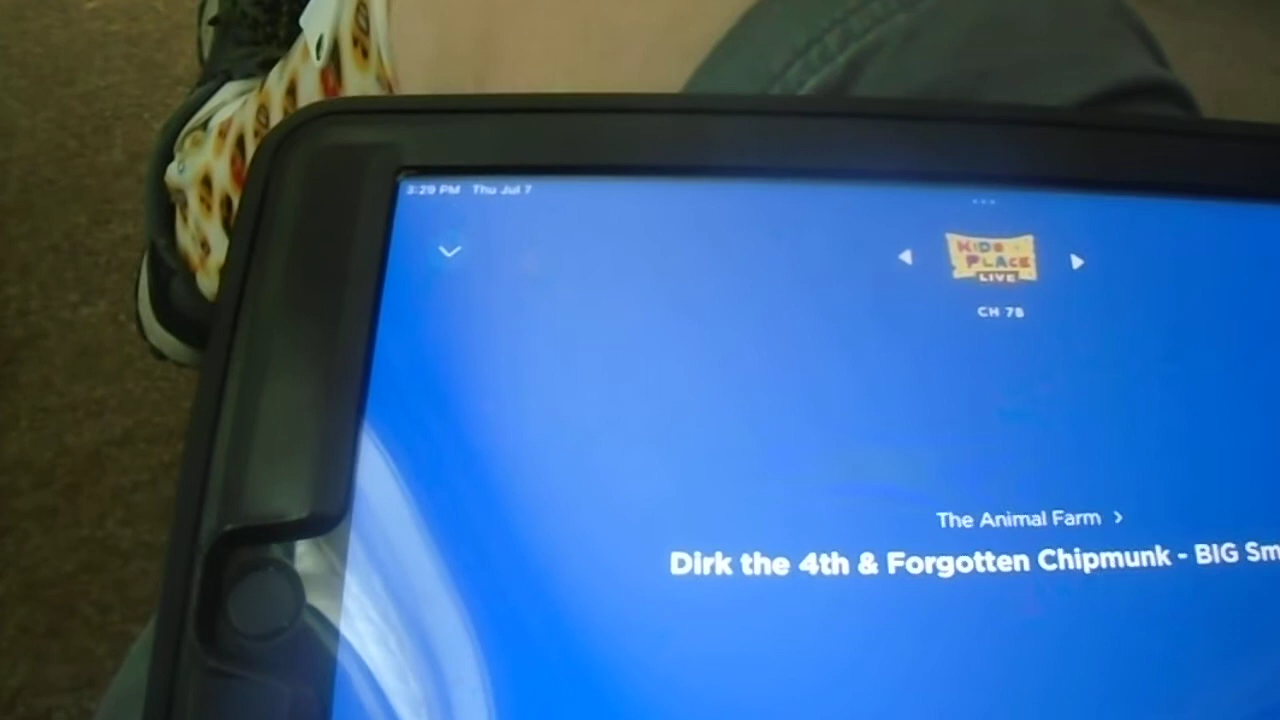 3:29 PM Thu Jul 7
KIDS
PLACE
LIVE
CH 78
The Animal Farm
Dirk the 4th & Forgotten Chipmunk - BIG Sm